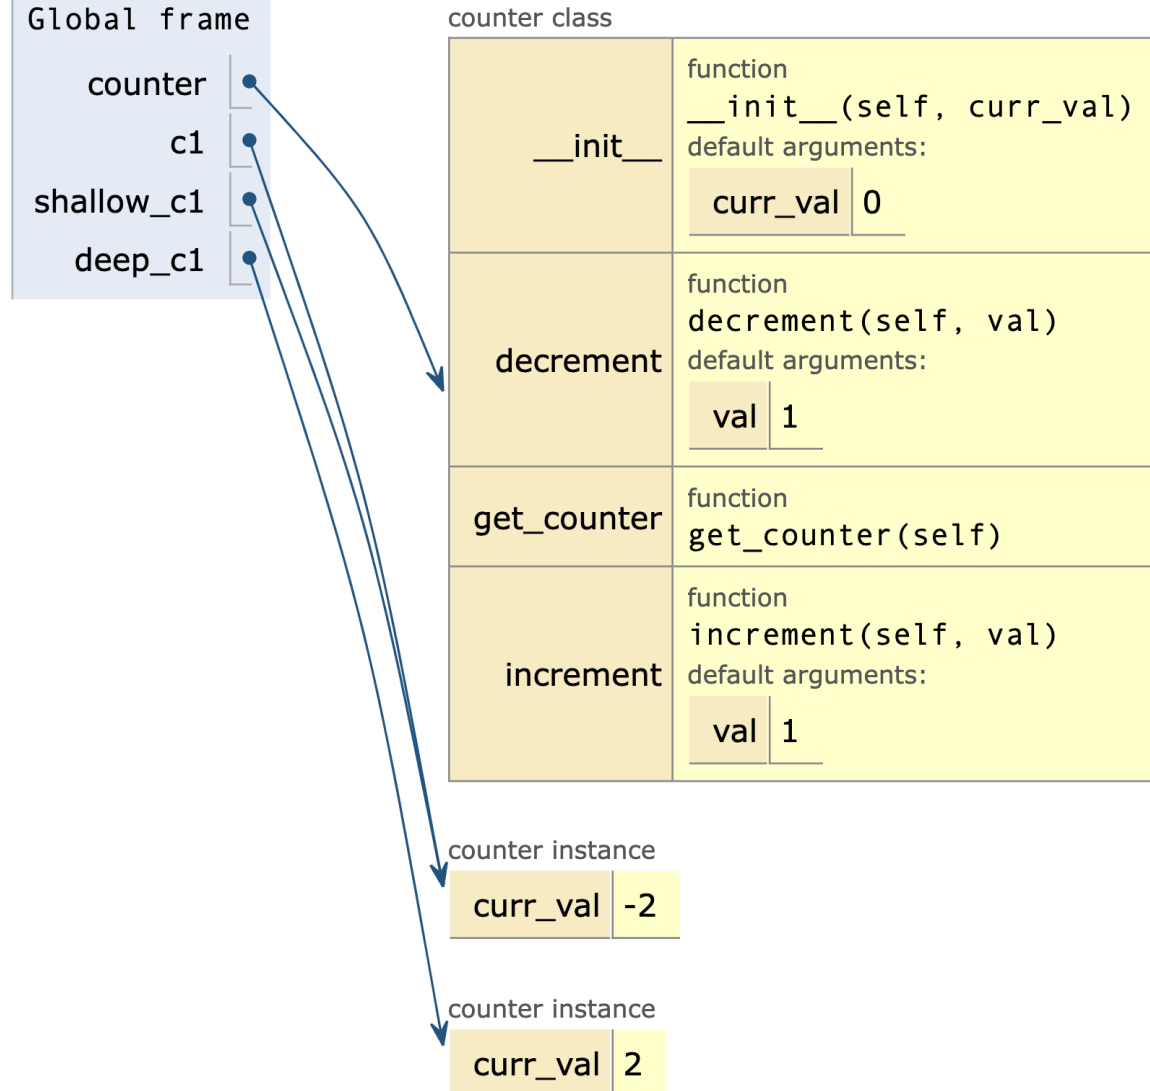 Global frame
counter
c1
shallow_c1
deep_c1
counter class
__init__
function
__init__(self, curr_val)
default arguments:
curr_val 0
decrement
function
decrement(self, val)
default arguments:
val 1
get_counter
function
get_counter(self)
increment
function
increment(self, val)
default arguments:
val 1
counter instance
curr_val -2
counter instance
curr_val 2